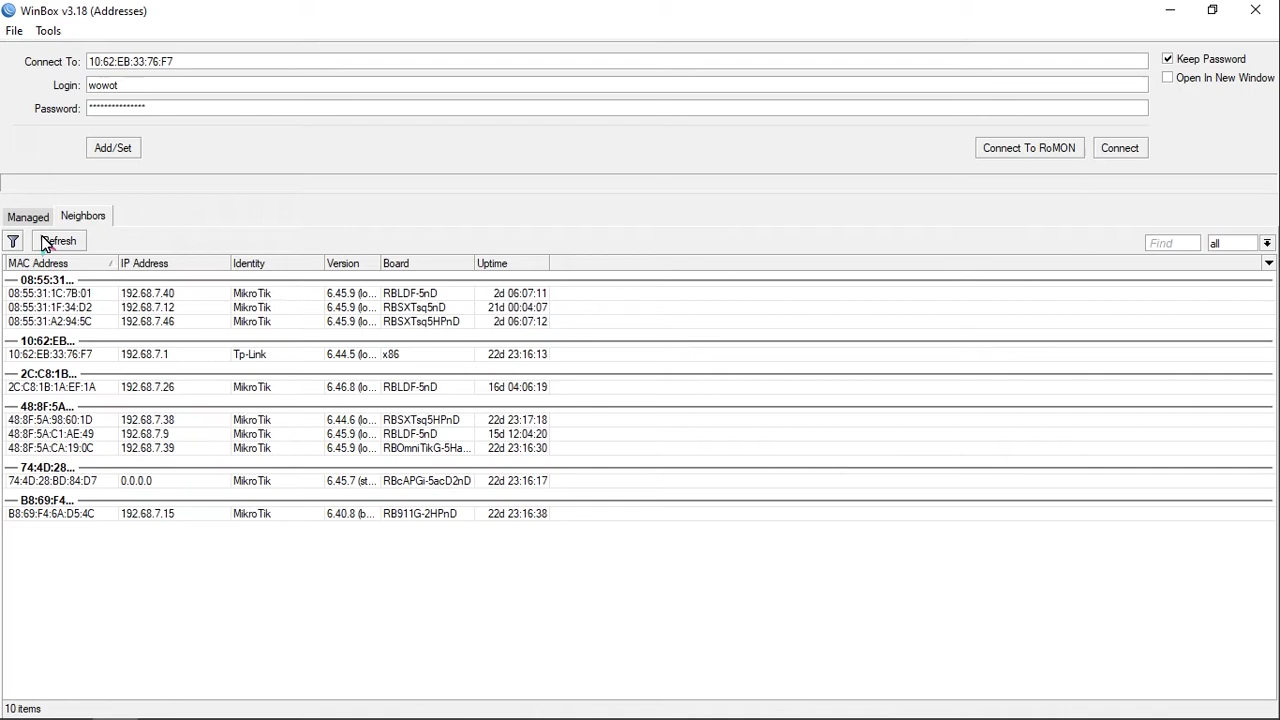 WinBox v3.18 (Addresses)
File Tools
Connect To: 10:62:EB:33:76:F7
Keep Password
Login: wowot
Open In New Window
Password: ***************
Add/Set Connect To RoMON Connect
Managed Neighbors
Refresh Find all
MAC Address / IP Address Identity Version Board Uptime
08:55:31...
08:55:31:1C:7B:01 192.68.7.40 MikroTik 6.45.9 (lo... RBLDF-5nD 2d 06:07:11
08:55:31:1F:34:D2 192.68.7.12 MikroTik 6.45.9 (lo... RBSXTsq5nD 21d 00:04:07
08:55:31:A2:94:5C 192.68.7.46 MikroTik 6.45.9 (lo... RBSXTsq5HPnD 2d 06:07:12
10:62:EB...
10:62:EB:33:76:F7 192.68.7.1 Tp-Link 6.44.5 (lo... x86 22d 23:16:13
2C:C8:1B...
2C:C8:1B:1A:EF:1A 192.68.7.26 MikroTik 6.46.8 (lo... RBLDF-5nD 16d 04:06:19
48:8F:5A...
48:8F:5A:98:60:1D 192.68.7.38 MikroTik 6.44.6 (lo... RBSXTsq5HPnD 22d 23:17:18
48:8F:5A:C1:AE:49 192.68.7.9 MikroTik 6.45.9 (lo... RBLDF-5nD 15d 12:04:20
48:8F:5A:CA:19:0C 192.68.7.39 MikroTik 6.45.9 (lo... RBOmniTikG-5Ha... 22d 23:16:30
74:4D:28...
74:4D:28:BD:84:D7 0.0.0.0 MikroTik 6.45.7 (st... RBcAPGi-5acD2nD 22d 23:16:17
B8:69:F4...
B8:69:F4:6A:D5:4C 192.68.7.15 MikroTik 6.40.8 (b... RB911G-2HPnD 22d 23:16:38
10 items